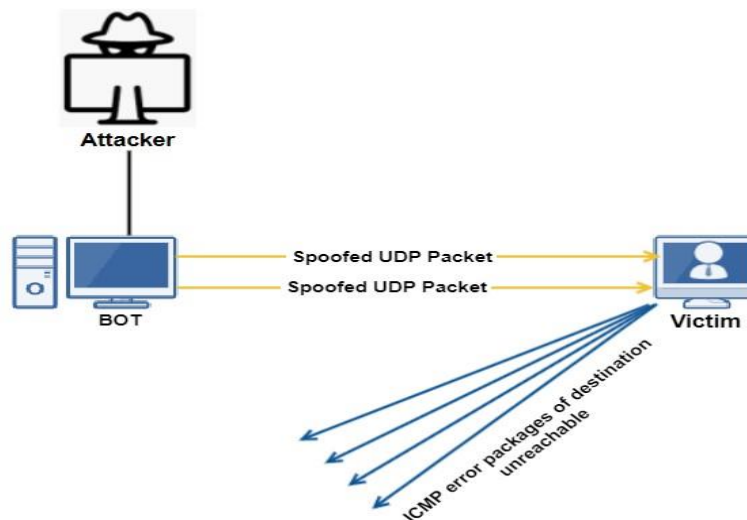 Attacker
Spoofed UDP Packet
Spoofed UDP Packet
BOT
Victim
ICMP error packages of destination
unreachable